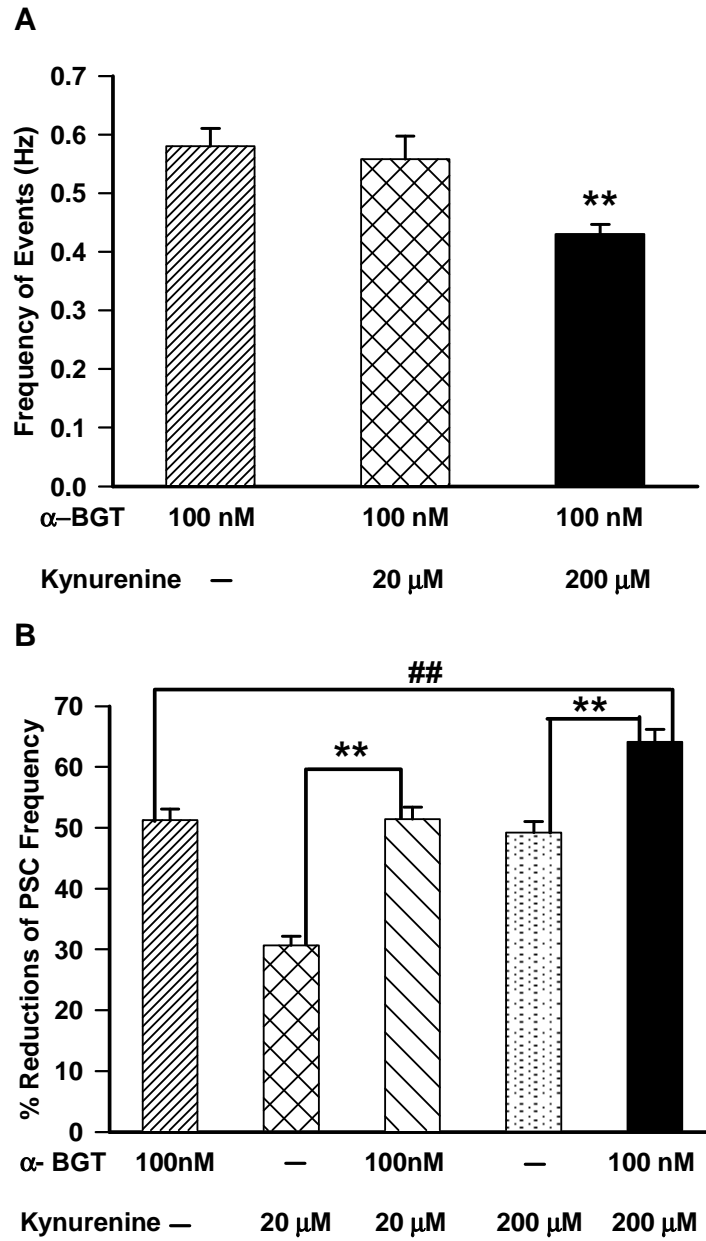 A
Frequency of Events (Hz)
0.7
0.6
0.5
0.4
0.3
0.2
0.1
0.0
**
α–BGT 100 nM 100 nM 100 nM
Kynurenine — 20 μM 200 μM
B
% Reductions of PSC Frequency
##
**
**
70
60
50
40
30
20
10
0
α- BGT 100nM — 100nM — 100 nM
Kynurenine — 20 μM 20 μM 200 μM 200 μM